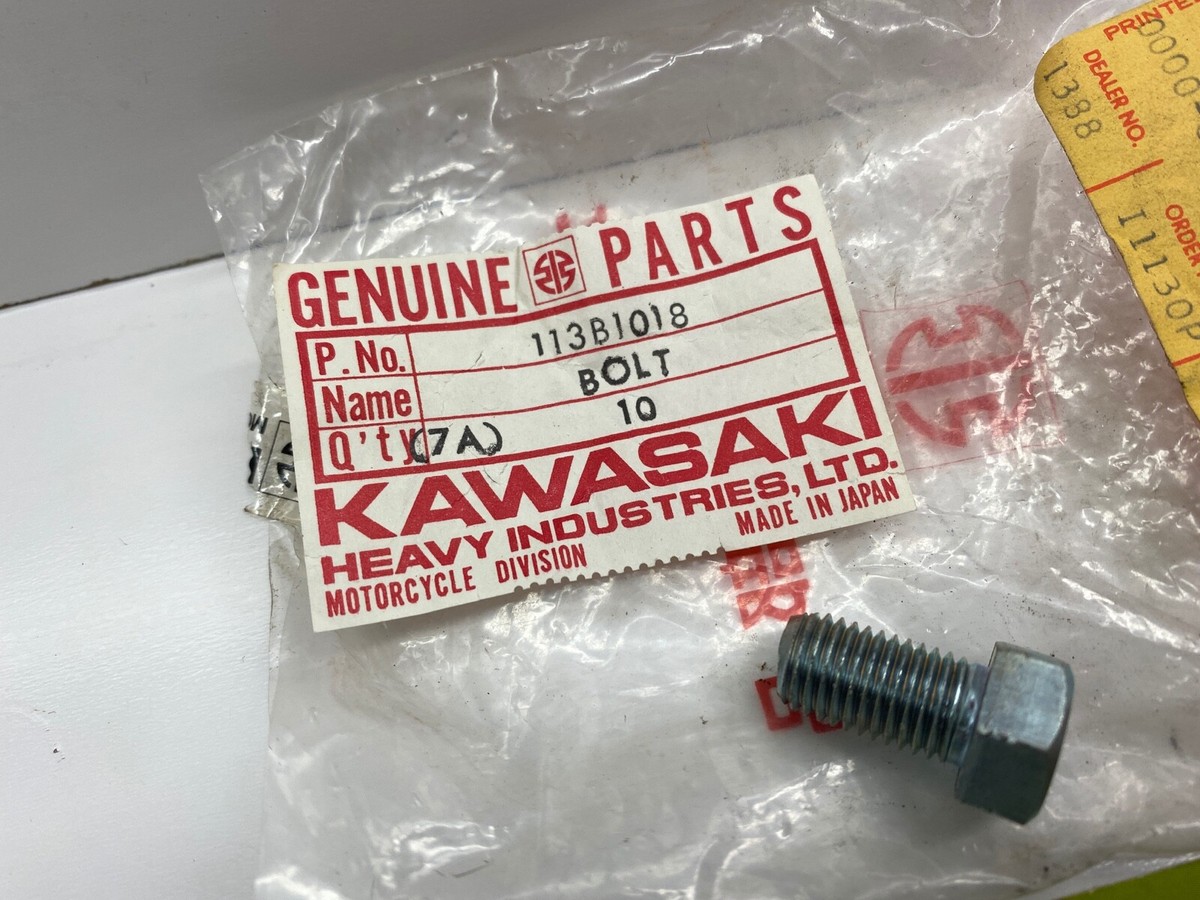 GENUINE PARTS
P. No. 113B1018
Name BOLT
Q'ty (7A) 10
KAWASAKI
HEAVY INDUSTRIES, LTD.
MOTORCYCLE DIVISION MADE IN JAPAN
DEALER NO.
1388
ORDER